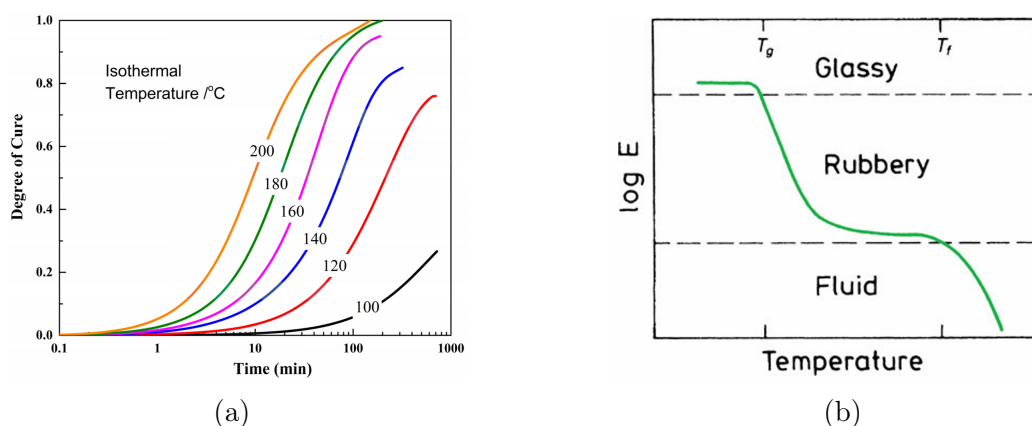 1.0
0.8
0.6
0.4
0.2
0.0
Degree of Cure
Isothermal
Temperature /°C
200
180
160
140
120
100
0.1
1
10
100
1000
Time (min)
(a)
Tg
Tf
Glassy
Rubbery
Fluid
log E
Temperature
(b)